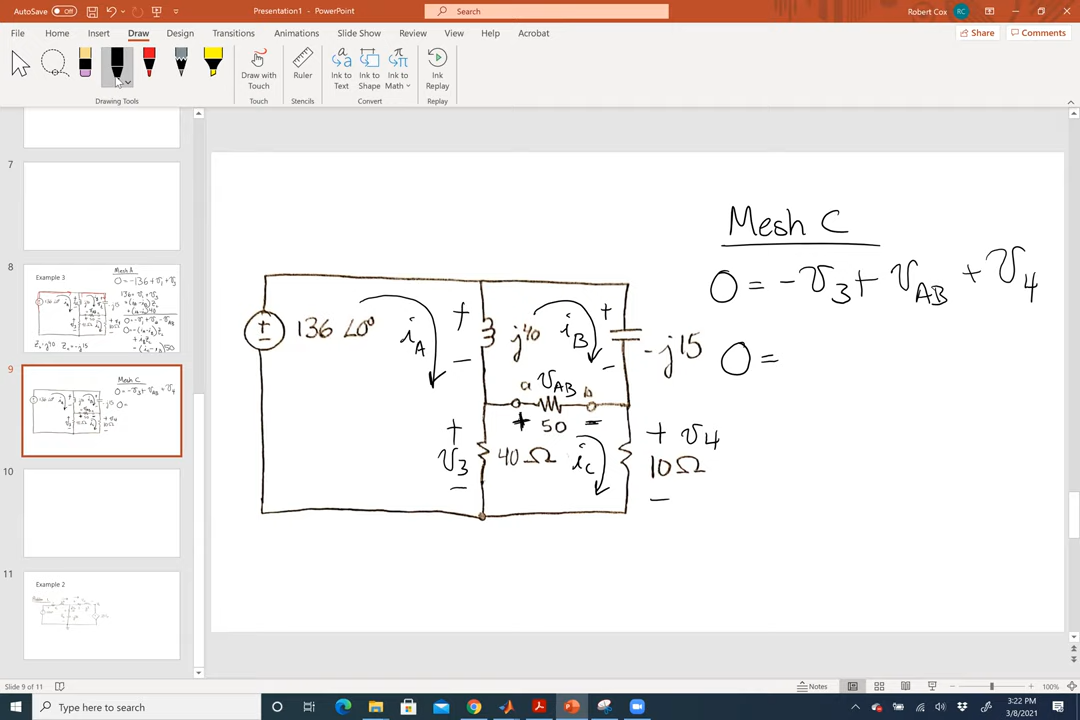 AutoSave Off
Presentation1 - PowerPoint
Search
Robert Cox RC
File Home Insert Draw Design Transitions Animations Slide Show Review View Help Acrobat
Share Comments
Draw with Touch
Ruler
Ink to Text
Ink to Shape
Ink to Math
Ink Replay
Drawing Tools Touch Stencils Convert Replay
7
8
Example 3
9
10
11
Example 2
Mesh C
0 = -v3 + vAB + v4
0 =
136 ∠0°
iA
+
-
j40
iB
+
-
-j15
a vAB b
+ 50 -
+
v3
-
40 Ω
iC
+ v4
10 Ω
-
Slide 9 of 11
Notes
100%
Type here to search
3:22 PM
3/8/2021